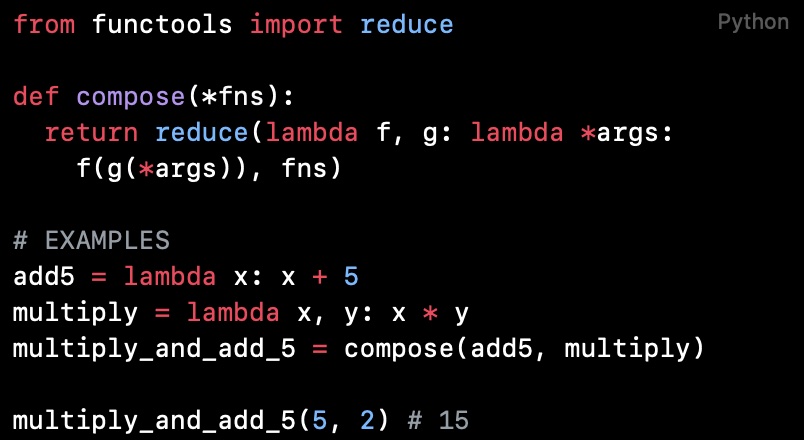 from functools import reduce
Python
def compose(*fns):
  return reduce(lambda f, g: lambda *args:
    f(g(*args)), fns)

# EXAMPLES
add5 = lambda x: x + 5
multiply = lambda x, y: x * y
multiply_and_add_5 = compose(add5, multiply)

multiply_and_add_5(5, 2) # 15